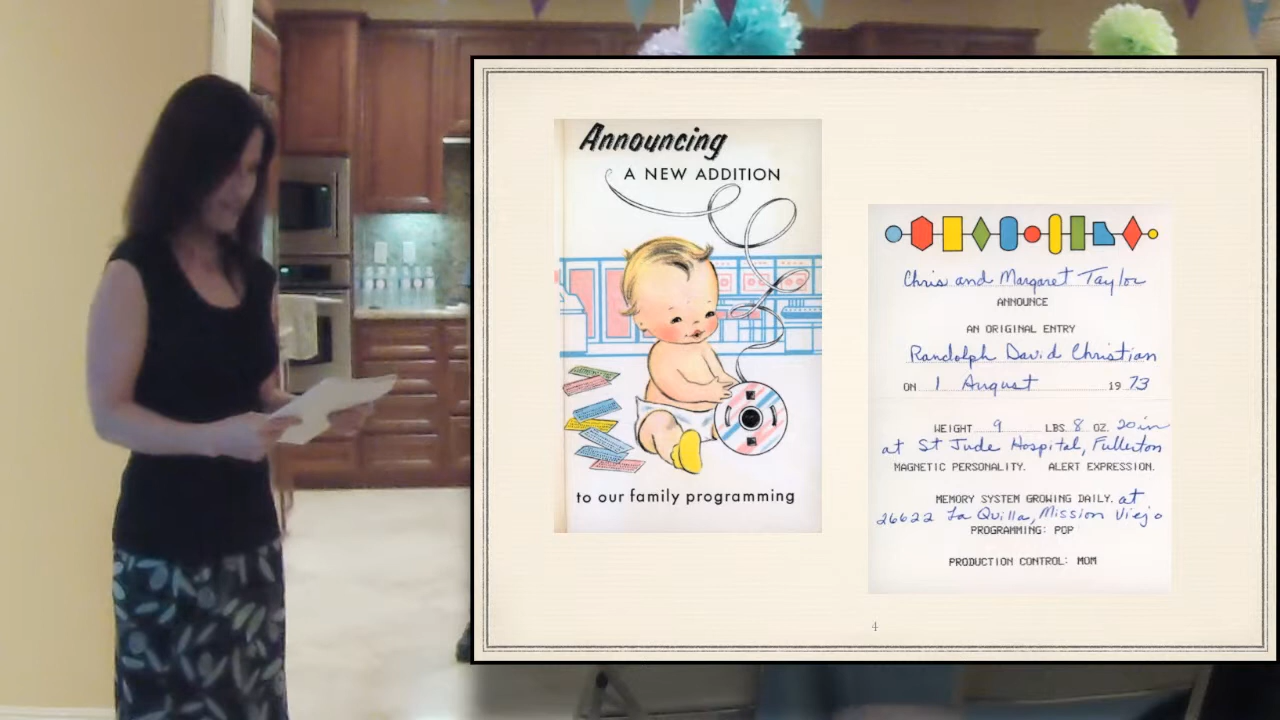 Announcing
A NEW ADDITION
to our family programming
Chris and Margaret Taylor
ANNOUNCE
AN ORIGINAL ENTRY
Randolph David Christian
ON 1 August 1973
WEIGHT 9 LBS. 8 OZ. 20 in
at St Jude Hospital, Fullerton
MAGNETIC PERSONALITY. ALERT EXPRESSION.
MEMORY SYSTEM GROWING DAILY. at
26622 La Quilla, Mission Viejo
PROGRAMMING: POP
PRODUCTION CONTROL: MOM
4